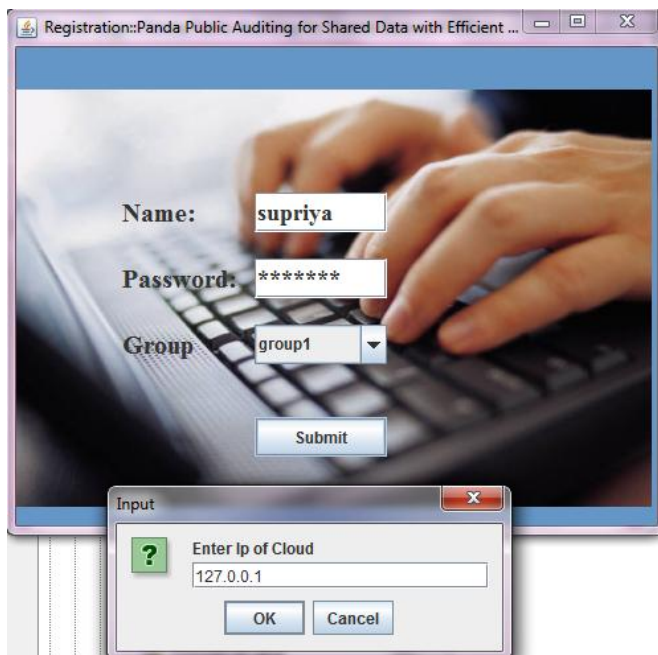 Registration::Panda Public Auditing for Shared Data with Efficient ...
Name: supriya
Password: *******
Group group1
Submit
Input
? Enter Ip of Cloud
127.0.0.1
OK Cancel